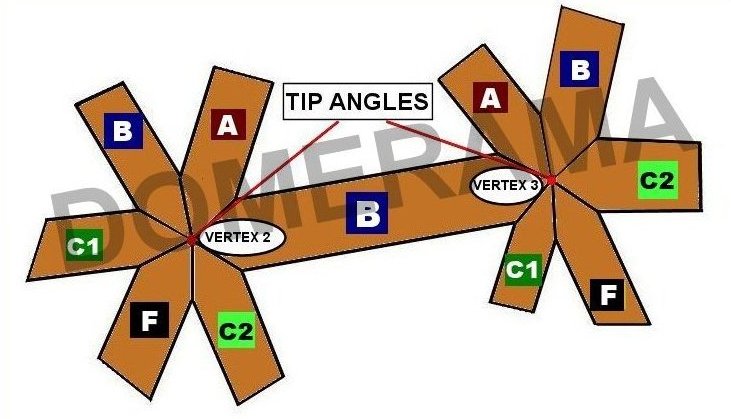 B
A
TIP ANGLES
A
B
C2
VERTEX 3
B
VERTEX 2
C1
F
C2
C1
F
DOMERAMA